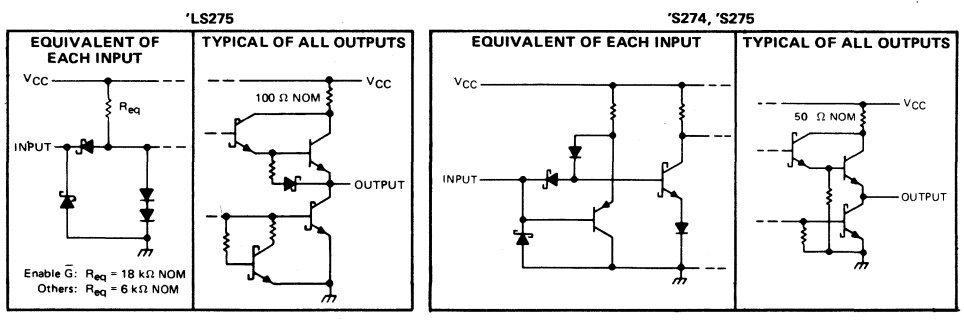 'LS275
EQUIVALENT OF
EACH INPUT
VCC
Req
INPUT
Enable G̅: Req = 18 kΩ NOM
Others: Req = 6 kΩ NOM
TYPICAL OF ALL OUTPUTS
VCC
100 Ω NOM
OUTPUT
'S274, 'S275
EQUIVALENT OF EACH INPUT
VCC
INPUT
TYPICAL OF ALL OUTPUTS
VCC
50 Ω NOM
OUTPUT